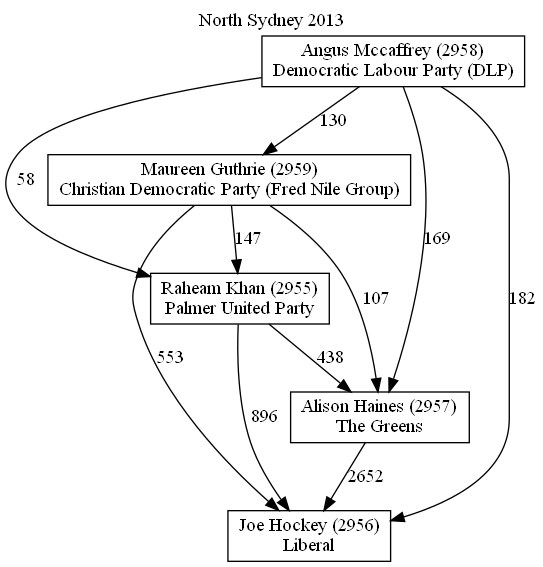 North Sydney 2013
Angus Mccaffrey (2958)
Democratic Labour Party (DLP)
130
Maureen Guthrie (2959)
Christian Democratic Party (Fred Nile Group)
58
147
169
Raheam Khan (2955)
Palmer United Party
107
182
553
438
Alison Haines (2957)
The Greens
896
2652
Joe Hockey (2956)
Liberal